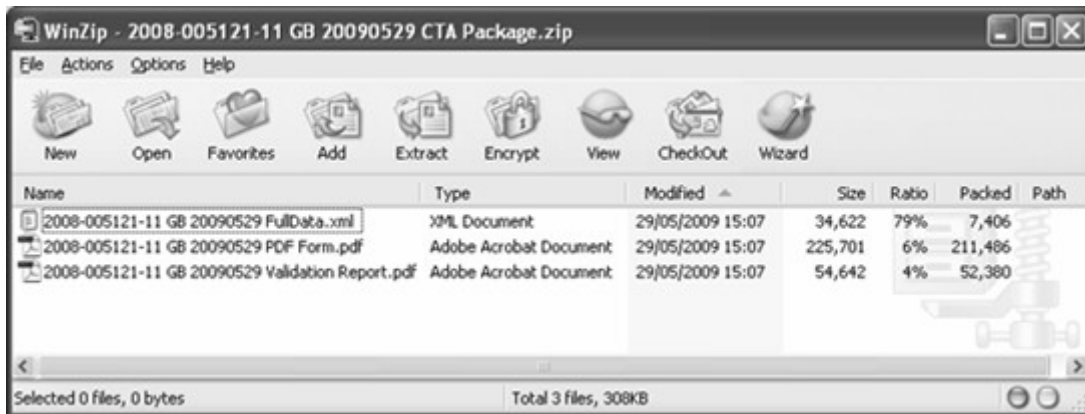 WinZip - 2008-005121-11 GB 20090529 CTA Package.zip
File Actions Options Help
New Open Favorites Add Extract Encrypt View CheckOut Wizard
Name Type Modified Size Ratio Packed Path
2008-005121-11 GB 20090529 FullData.xml XML Document 29/05/2009 15:07 34,622 79% 7,406
2008-005121-11 GB 20090529 PDF Form.pdf Adobe Acrobat Document 29/05/2009 15:07 225,701 6% 211,486
2008-005121-11 GB 20090529 Validation Report.pdf Adobe Acrobat Document 29/05/2009 15:07 54,642 4% 52,380
Selected 0 files, 0 bytes Total 3 files, 308KB